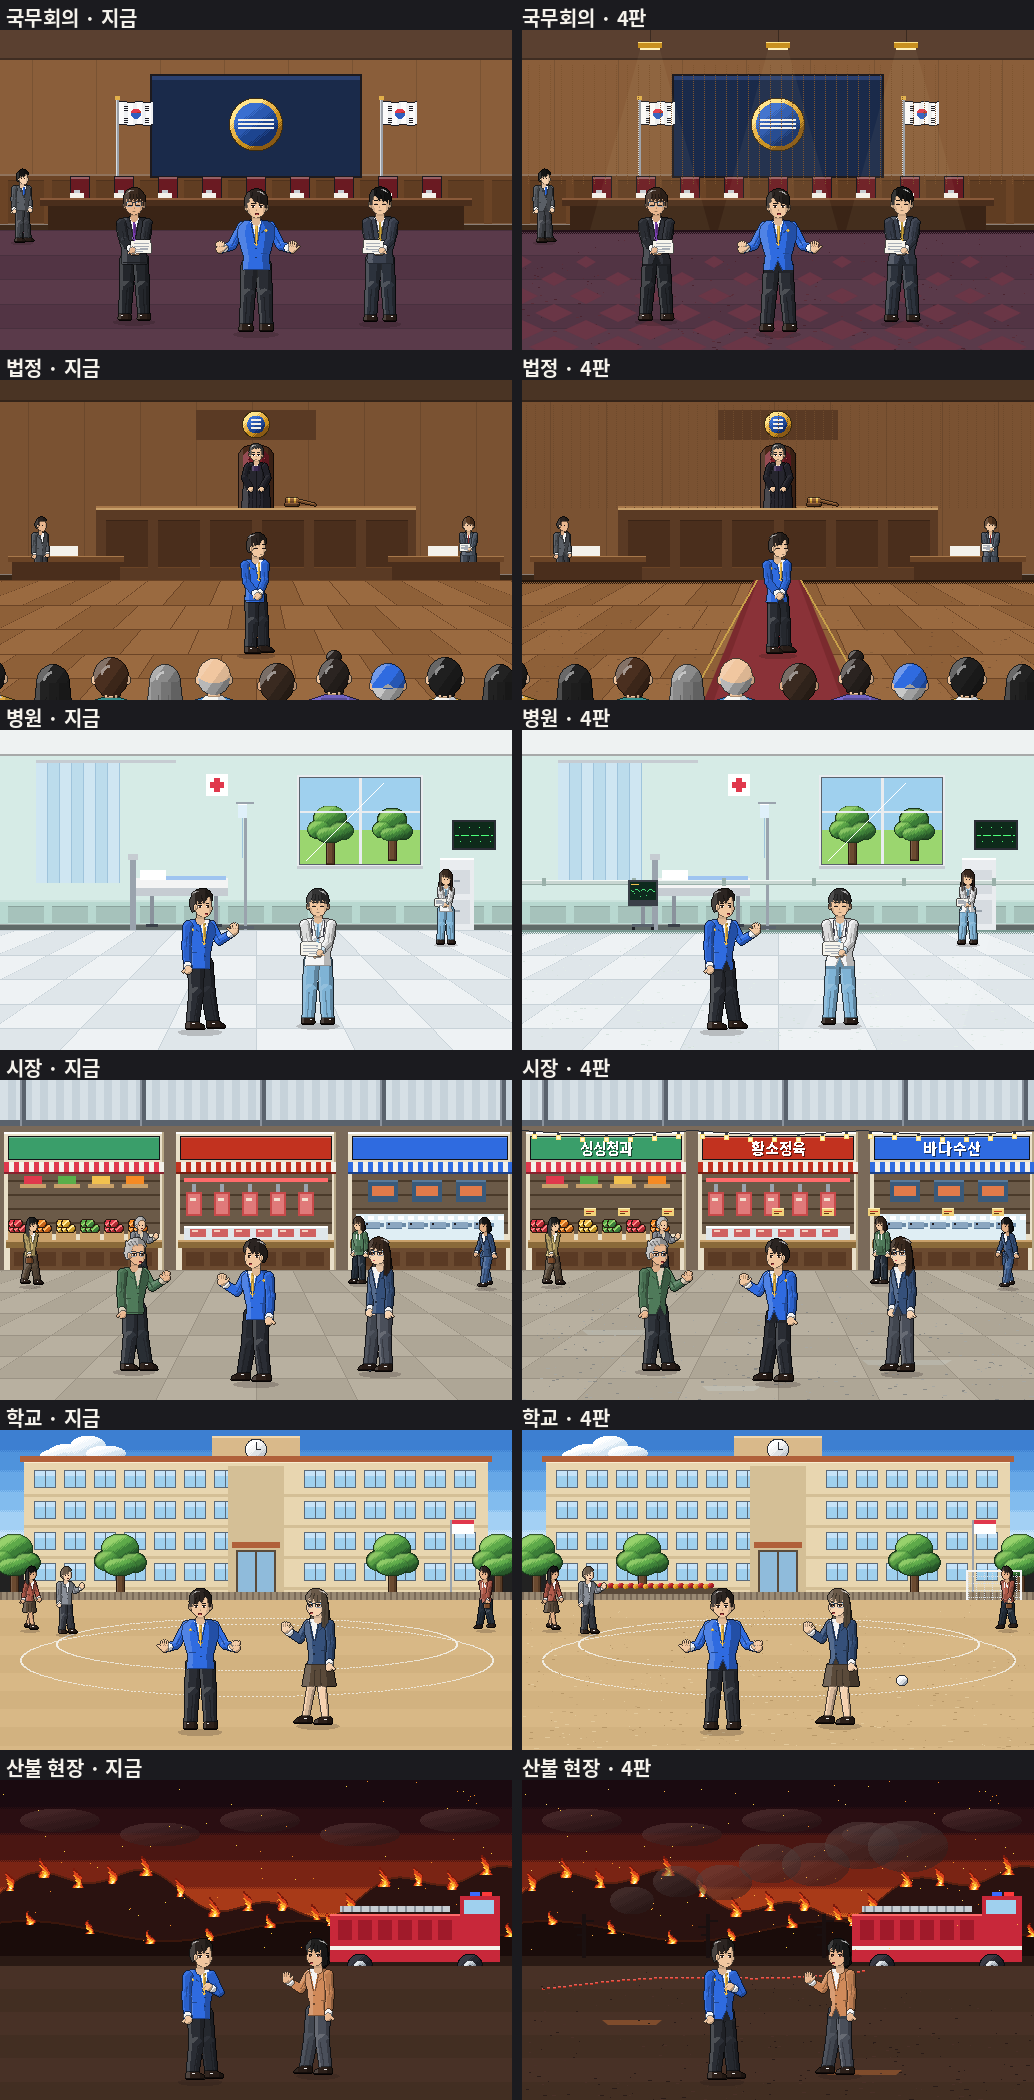 국무회의 · 지금
국무회의 · 4판
법정 · 지금
법정 · 4판
병원 · 지금
병원 · 4판
시장 · 지금
시장 · 4판
싱싱청과
황소정육
바다수산
학교 · 지금
학교 · 4판
산불 현장 · 지금
산불 현장 · 4판